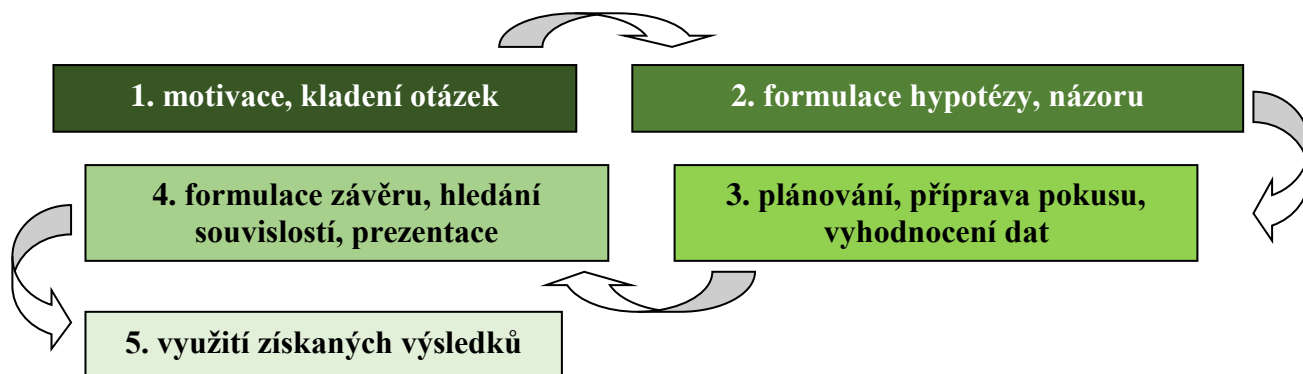 1. motivace, kladení otázek
2. formulace hypotézy, názoru
3. plánování, příprava pokusu,
vyhodnocení dat
4. formulace závěru, hledání
souvislostí, prezentace
5. využití získaných výsledků